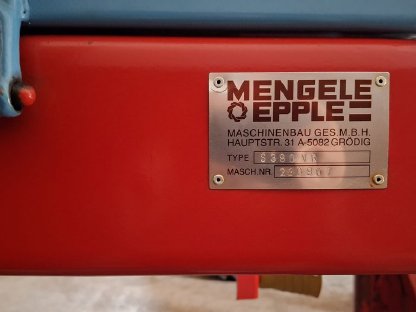 MENGELE
EPPLE
MASCHINENBAU GES.M.B.H.
HAUPTSTR. 31 A-5082 GRÖDIG
TYPE
MASCH.NR